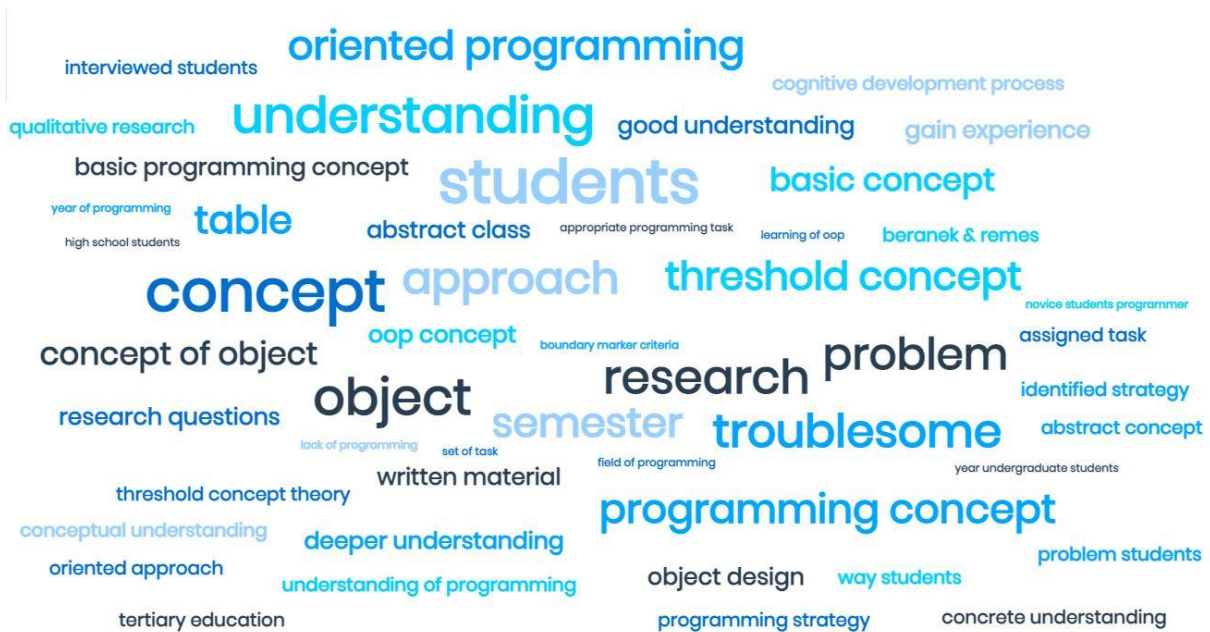 oriented programming
interviewed students
cognitive development process
understanding
qualitative research
good understanding
gain experience
basic programming concept
students
basic concept
year of programming
table
abstract class
appropriate programming task
learning of oop
beranek & remes
high school students
concept
approach
threshold concept
novice students programmer
oop concept
boundary marker criteria
assigned task
concept of object
problem
research
object
identified strategy
research questions
semester
troublesome
abstract concept
lack of programming
set of task
field of programming
year undergraduate students
written material
threshold concept theory
programming concept
conceptual understanding
deeper understanding
problem students
oriented approach
understanding of programming
object design
way students
tertiary education
programming strategy
concrete understanding